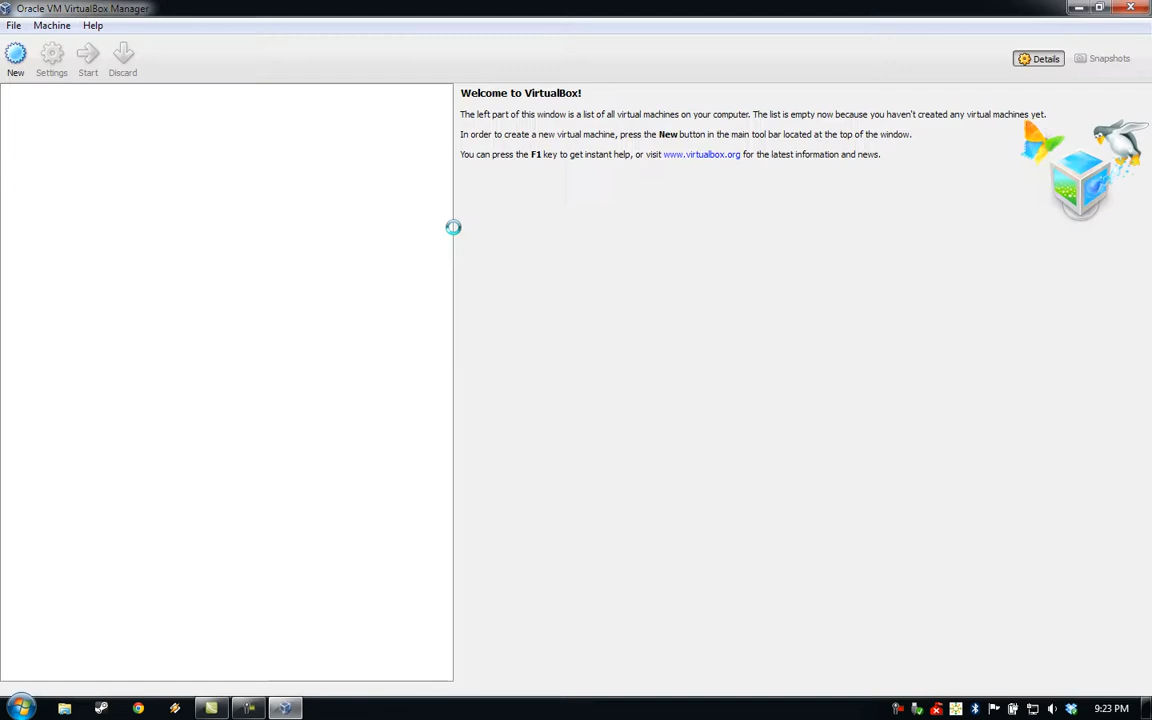 Oracle VM VirtualBox Manager
File Machine Help
New Settings Start Discard
Details Snapshots
Welcome to VirtualBox!
The left part of this window is a list of all virtual machines on your computer. The list is empty now because you haven't created any virtual machines yet.
In order to create a new virtual machine, press the New button in the main tool bar located at the top of the window.
You can press the F1 key to get instant help, or visit www.virtualbox.org for the latest information and news.
9:23 PM